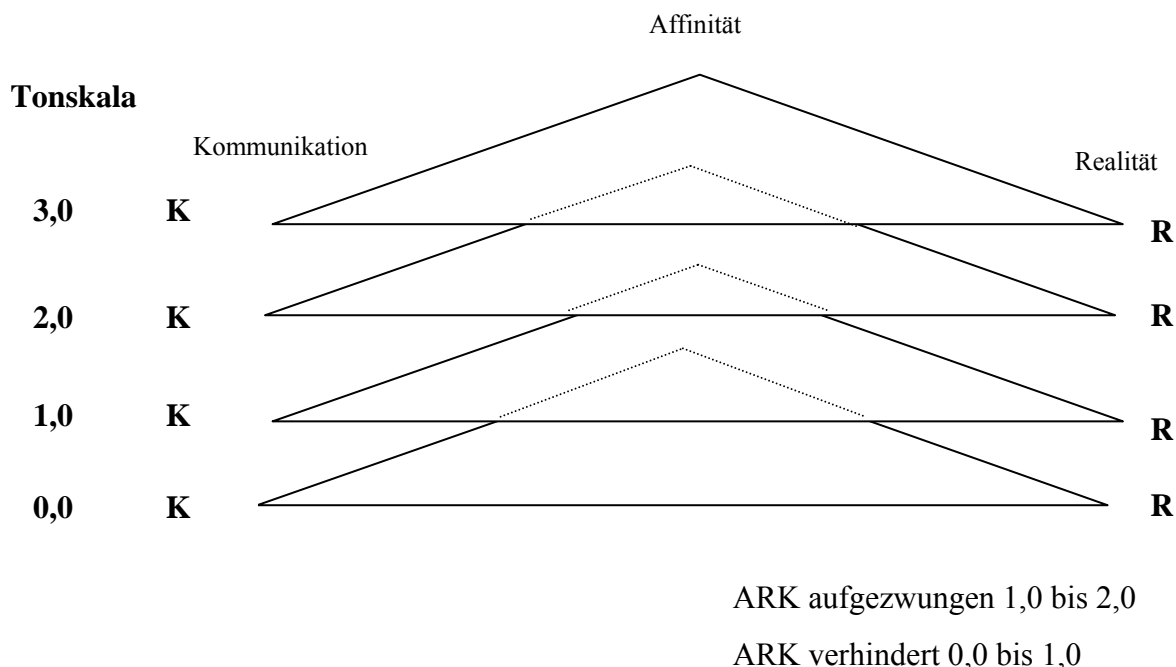 Affinität
Tonskala
Kommunikation
Realität
3,0 K R
2,0 K R
1,0 K R
0,0 K R
ARK aufgezwungen 1,0 bis 2,0
ARK verhindert 0,0 bis 1,0